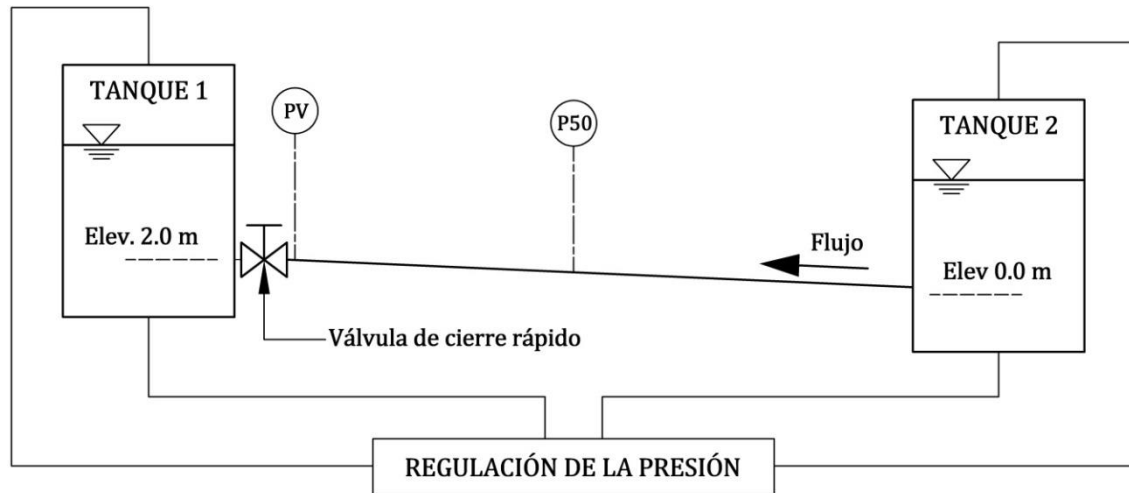 TANQUE 1
PV
P50
TANQUE 2
Elev. 2.0 m
Flujo
Elev 0.0 m
Válvula de cierre rápido
REGULACIÓN DE LA PRESIÓN